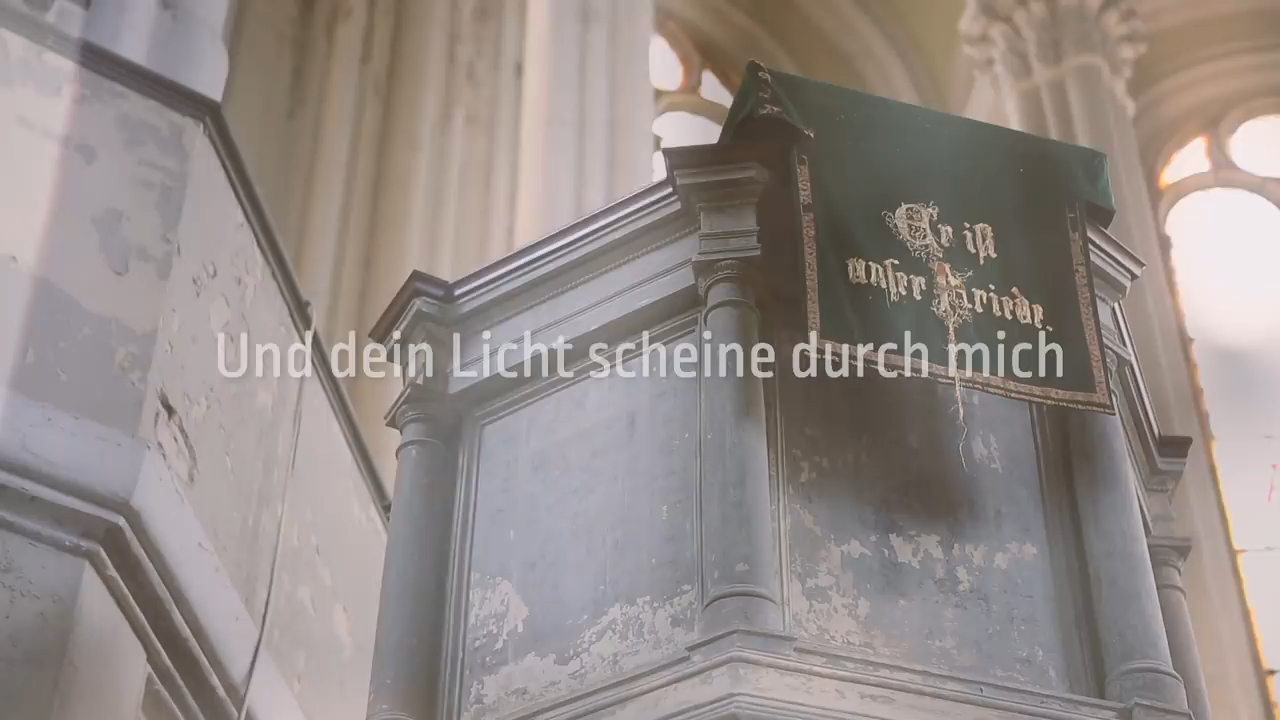 Er ist
unser Friede.
Und dein Licht scheine durch mich